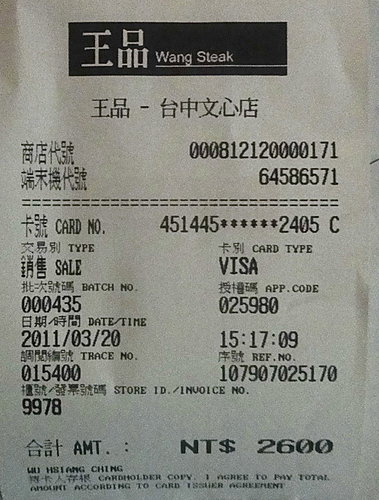 王品 Wang Steak
王品 - 台中文心店
商店代號 000812120000171
端末機代號 64586571
卡號 CARD NO. 451445******2405 C
交易別 TYPE 卡別 CARD TYPE
銷售 SALE VISA
批次號碼 BATCH NO. 授權碼 APP.CODE
000435 025980
日期/時間 DATE/TIME
2011/03/20 15:17:09
調閱編號 TRACE NO. 序號 REF.NO.
015400 107907025170
櫃號/發票號碼 STORE ID./INVOICE NO.
9978
合計 AMT. : NT$ 2600
WU HSIANG CHING
持卡人存根 CARDHOLDER COPY. I AGREE TO PAY TOTAL
AMOUNT ACCORDING TO CARD ISSUER AGREEMENT